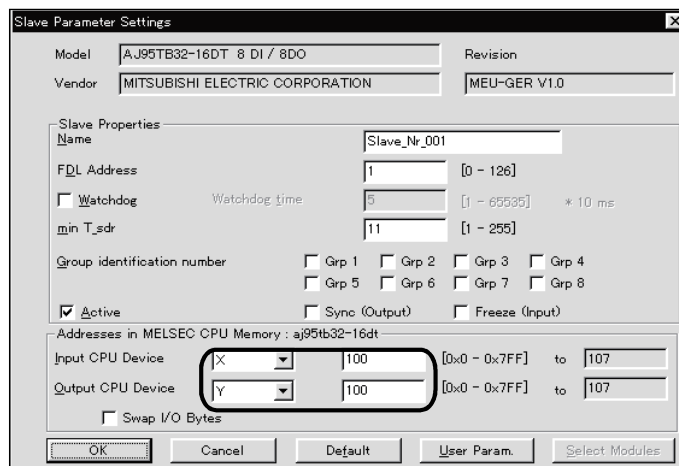 Slave Parameter Settings
Model AJ95TB32-16DT 8 DI / 8DO Revision
Vendor MITSUBISHI ELECTRIC CORPORATION MEU-GER V1.0
Slave Properties
Name Slave_Nr_001
FDL Address 1 [0 - 126]
Watchdog Watchdog time 5 [1 - 65535] * 10 ms
min T_sdr 11 [1 - 255]
Group identification number Grp 1 Grp 2 Grp 3 Grp 4
Grp 5 Grp 6 Grp 7 Grp 8
Active Sync (Output) Freeze (Input)
Addresses in MELSEC CPU Memory : aj95tb32-16dt
Input CPU Device X 100 [0x0 - 0x7FF] to 107
Output CPU Device Y 100 [0x0 - 0x7FF] to 107
Swap I/O Bytes
OK Cancel Default User Param. Select Modules